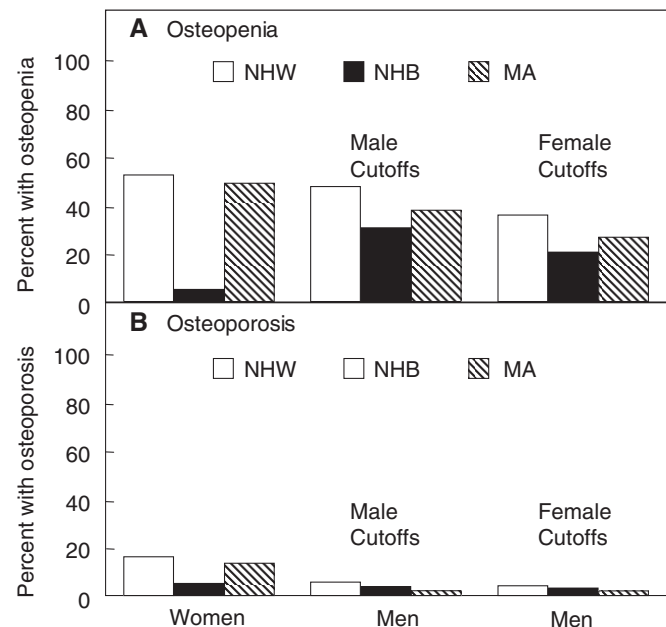 A Osteopenia
Percent with osteopenia
100
80
60
40
20
0
NHW NHB MA
Male
Cutoffs
Female
Cutoffs
B Osteoporosis
Percent with osteoporosis
100
80
60
40
20
0
NHW NHB MA
Male
Cutoffs
Female
Cutoffs
Women Men Men